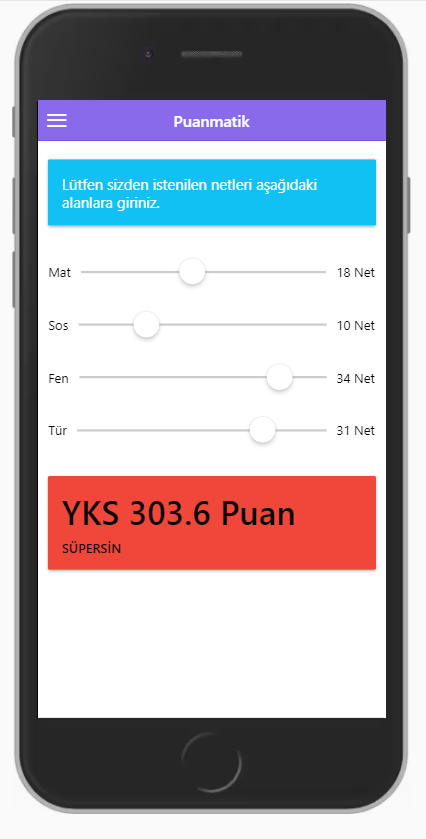 Puanmatik
Lütfen sizden istenilen netleri aşağıdaki
alanlara giriniz.
Mat 18 Net
Sos 10 Net
Fen 34 Net
Tür 31 Net
YKS 303.6 Puan
SÜPERSİN